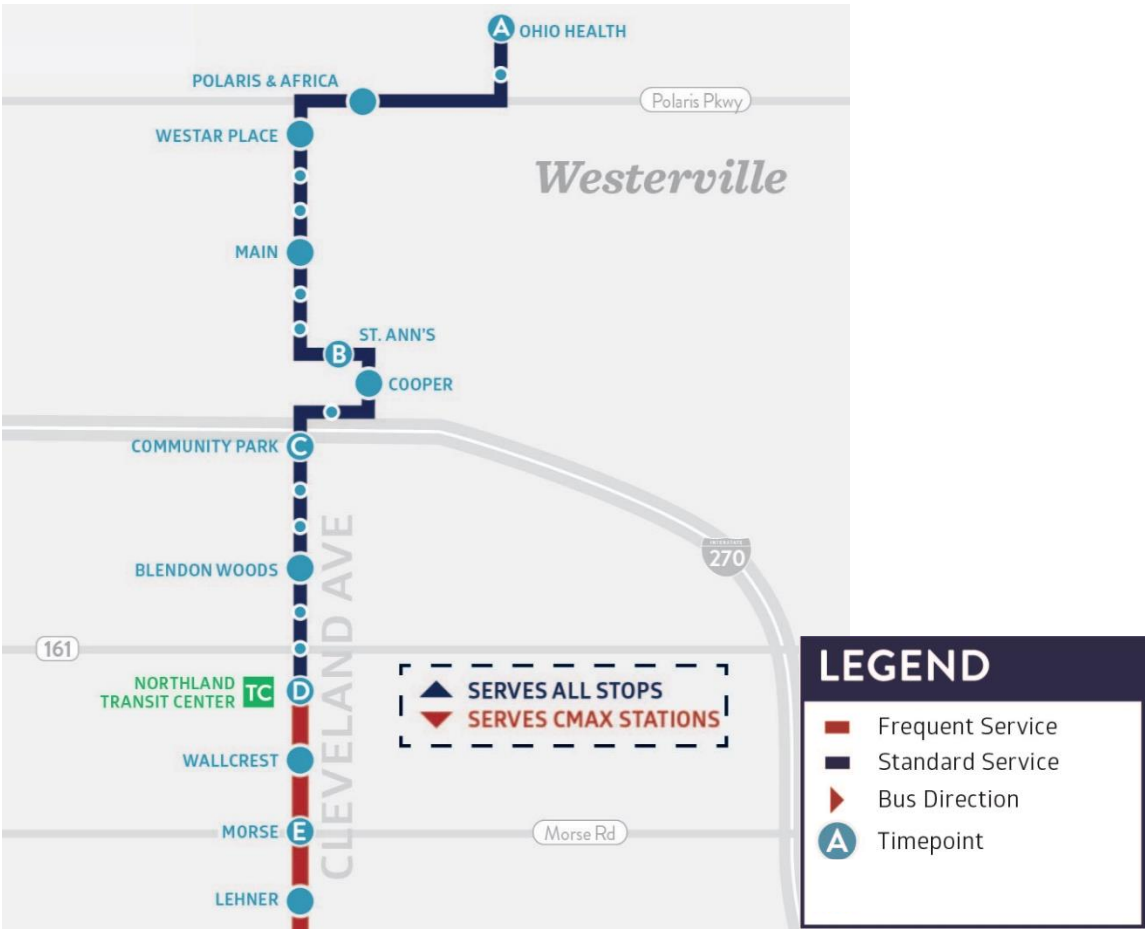 A OHIO HEALTH
POLARIS & AFRICA
Polaris Pkwy
WESTAR PLACE
Westerville
MAIN
ST. ANN'S
B
COOPER
COMMUNITY PARK C
INTERSTATE
270
BLENDON WOODS
CLEVELAND AVE
161
NORTHLAND
TRANSIT CENTER TC D
SERVES ALL STOPS
SERVES CMAX STATIONS
WALLCREST
MORSE E
Morse Rd
LEHNER
LEGEND
Frequent Service
Standard Service
Bus Direction
A Timepoint